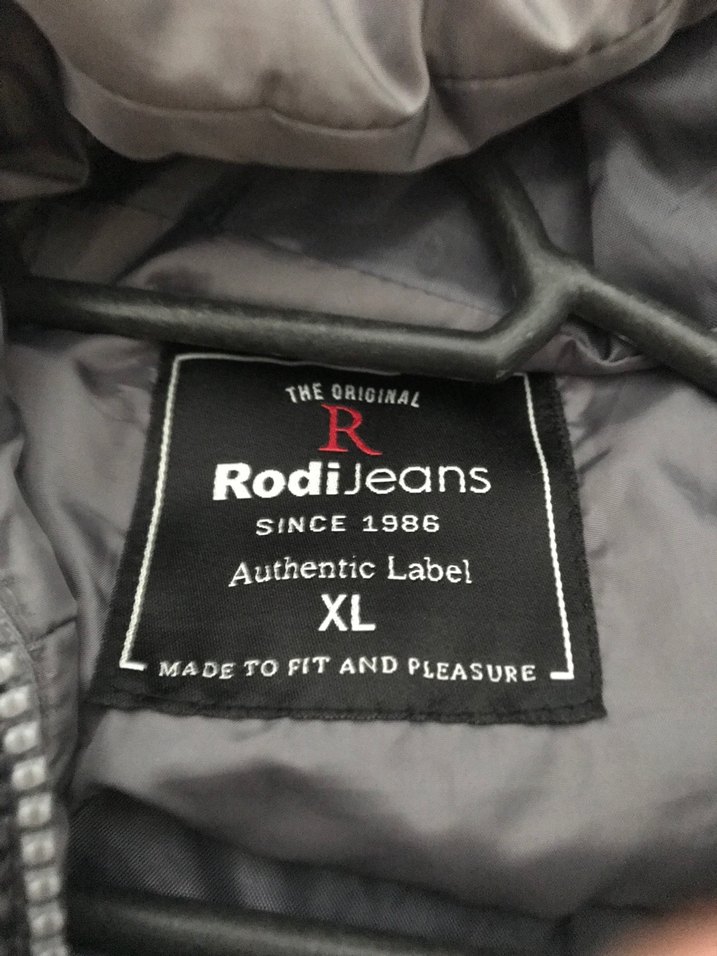 THE ORIGINAL
R
RodiJeans
SINCE 1986
Authentic Label
XL
MADE TO FIT AND PLEASURE